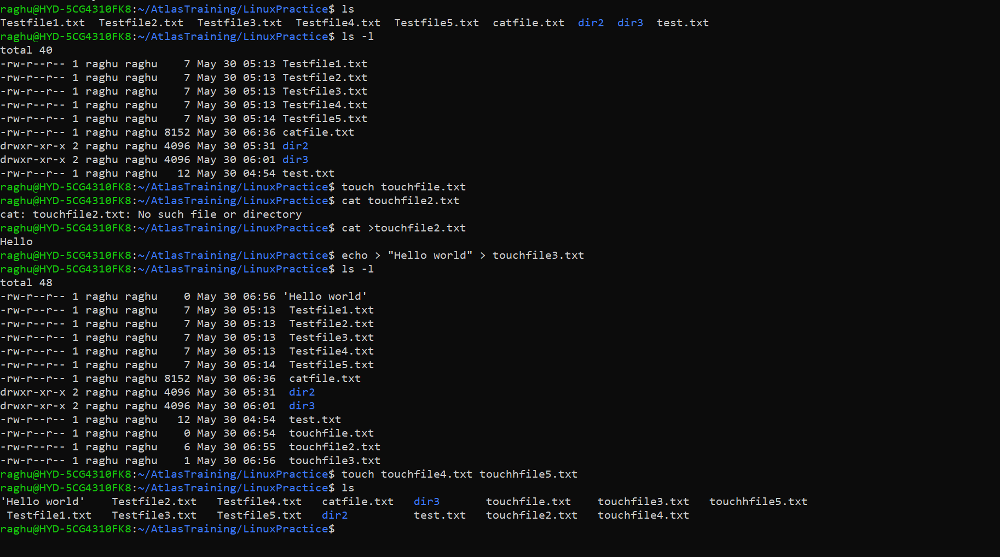 raghu@HYD-5CG4310FK8:~/AtlasTraining/LinuxPractice$ ls
Testfile1.txt  Testfile2.txt  Testfile3.txt  Testfile4.txt  Testfile5.txt  catfile.txt  dir2  dir3  test.txt
raghu@HYD-5CG4310FK8:~/AtlasTraining/LinuxPractice$ ls -l
total 40
-rw-r--r-- 1 raghu raghu    7 May 30 05:13 Testfile1.txt
-rw-r--r-- 1 raghu raghu    7 May 30 05:13 Testfile2.txt
-rw-r--r-- 1 raghu raghu    7 May 30 05:13 Testfile3.txt
-rw-r--r-- 1 raghu raghu    7 May 30 05:13 Testfile4.txt
-rw-r--r-- 1 raghu raghu    7 May 30 05:14 Testfile5.txt
-rw-r--r-- 1 raghu raghu 8152 May 30 06:36 catfile.txt
drwxr-xr-x 2 raghu raghu 4096 May 30 05:31 dir2
drwxr-xr-x 2 raghu raghu 4096 May 30 06:01 dir3
-rw-r--r-- 1 raghu raghu   12 May 30 04:54 test.txt
raghu@HYD-5CG4310FK8:~/AtlasTraining/LinuxPractice$ touch touchfile.txt
raghu@HYD-5CG4310FK8:~/AtlasTraining/LinuxPractice$ cat touchfile2.txt
cat: touchfile2.txt: No such file or directory
raghu@HYD-5CG4310FK8:~/AtlasTraining/LinuxPractice$ cat >touchfile2.txt
Hello
raghu@HYD-5CG4310FK8:~/AtlasTraining/LinuxPractice$ echo > "Hello world" > touchfile3.txt
raghu@HYD-5CG4310FK8:~/AtlasTraining/LinuxPractice$ ls -l
total 48
-rw-r--r-- 1 raghu raghu    0 May 30 06:56 'Hello world'
-rw-r--r-- 1 raghu raghu    7 May 30 05:13  Testfile1.txt
-rw-r--r-- 1 raghu raghu    7 May 30 05:13  Testfile2.txt
-rw-r--r-- 1 raghu raghu    7 May 30 05:13  Testfile3.txt
-rw-r--r-- 1 raghu raghu    7 May 30 05:13  Testfile4.txt
-rw-r--r-- 1 raghu raghu    7 May 30 05:14  Testfile5.txt
-rw-r--r-- 1 raghu raghu 8152 May 30 06:36  catfile.txt
drwxr-xr-x 2 raghu raghu 4096 May 30 05:31  dir2
drwxr-xr-x 2 raghu raghu 4096 May 30 06:01  dir3
-rw-r--r-- 1 raghu raghu   12 May 30 04:54  test.txt
-rw-r--r-- 1 raghu raghu    0 May 30 06:54  touchfile.txt
-rw-r--r-- 1 raghu raghu    6 May 30 06:55  touchfile2.txt
-rw-r--r-- 1 raghu raghu    1 May 30 06:56  touchfile3.txt
raghu@HYD-5CG4310FK8:~/AtlasTraining/LinuxPractice$ touch touchfile4.txt touchhfile5.txt
raghu@HYD-5CG4310FK8:~/AtlasTraining/LinuxPractice$ ls
'Hello world'    Testfile2.txt   Testfile4.txt   catfile.txt   dir3       touchfile.txt    touchfile3.txt   touchhfile5.txt
 Testfile1.txt   Testfile3.txt   Testfile5.txt   dir2          test.txt   touchfile2.txt   touchfile4.txt
raghu@HYD-5CG4310FK8:~/AtlasTraining/LinuxPractice$